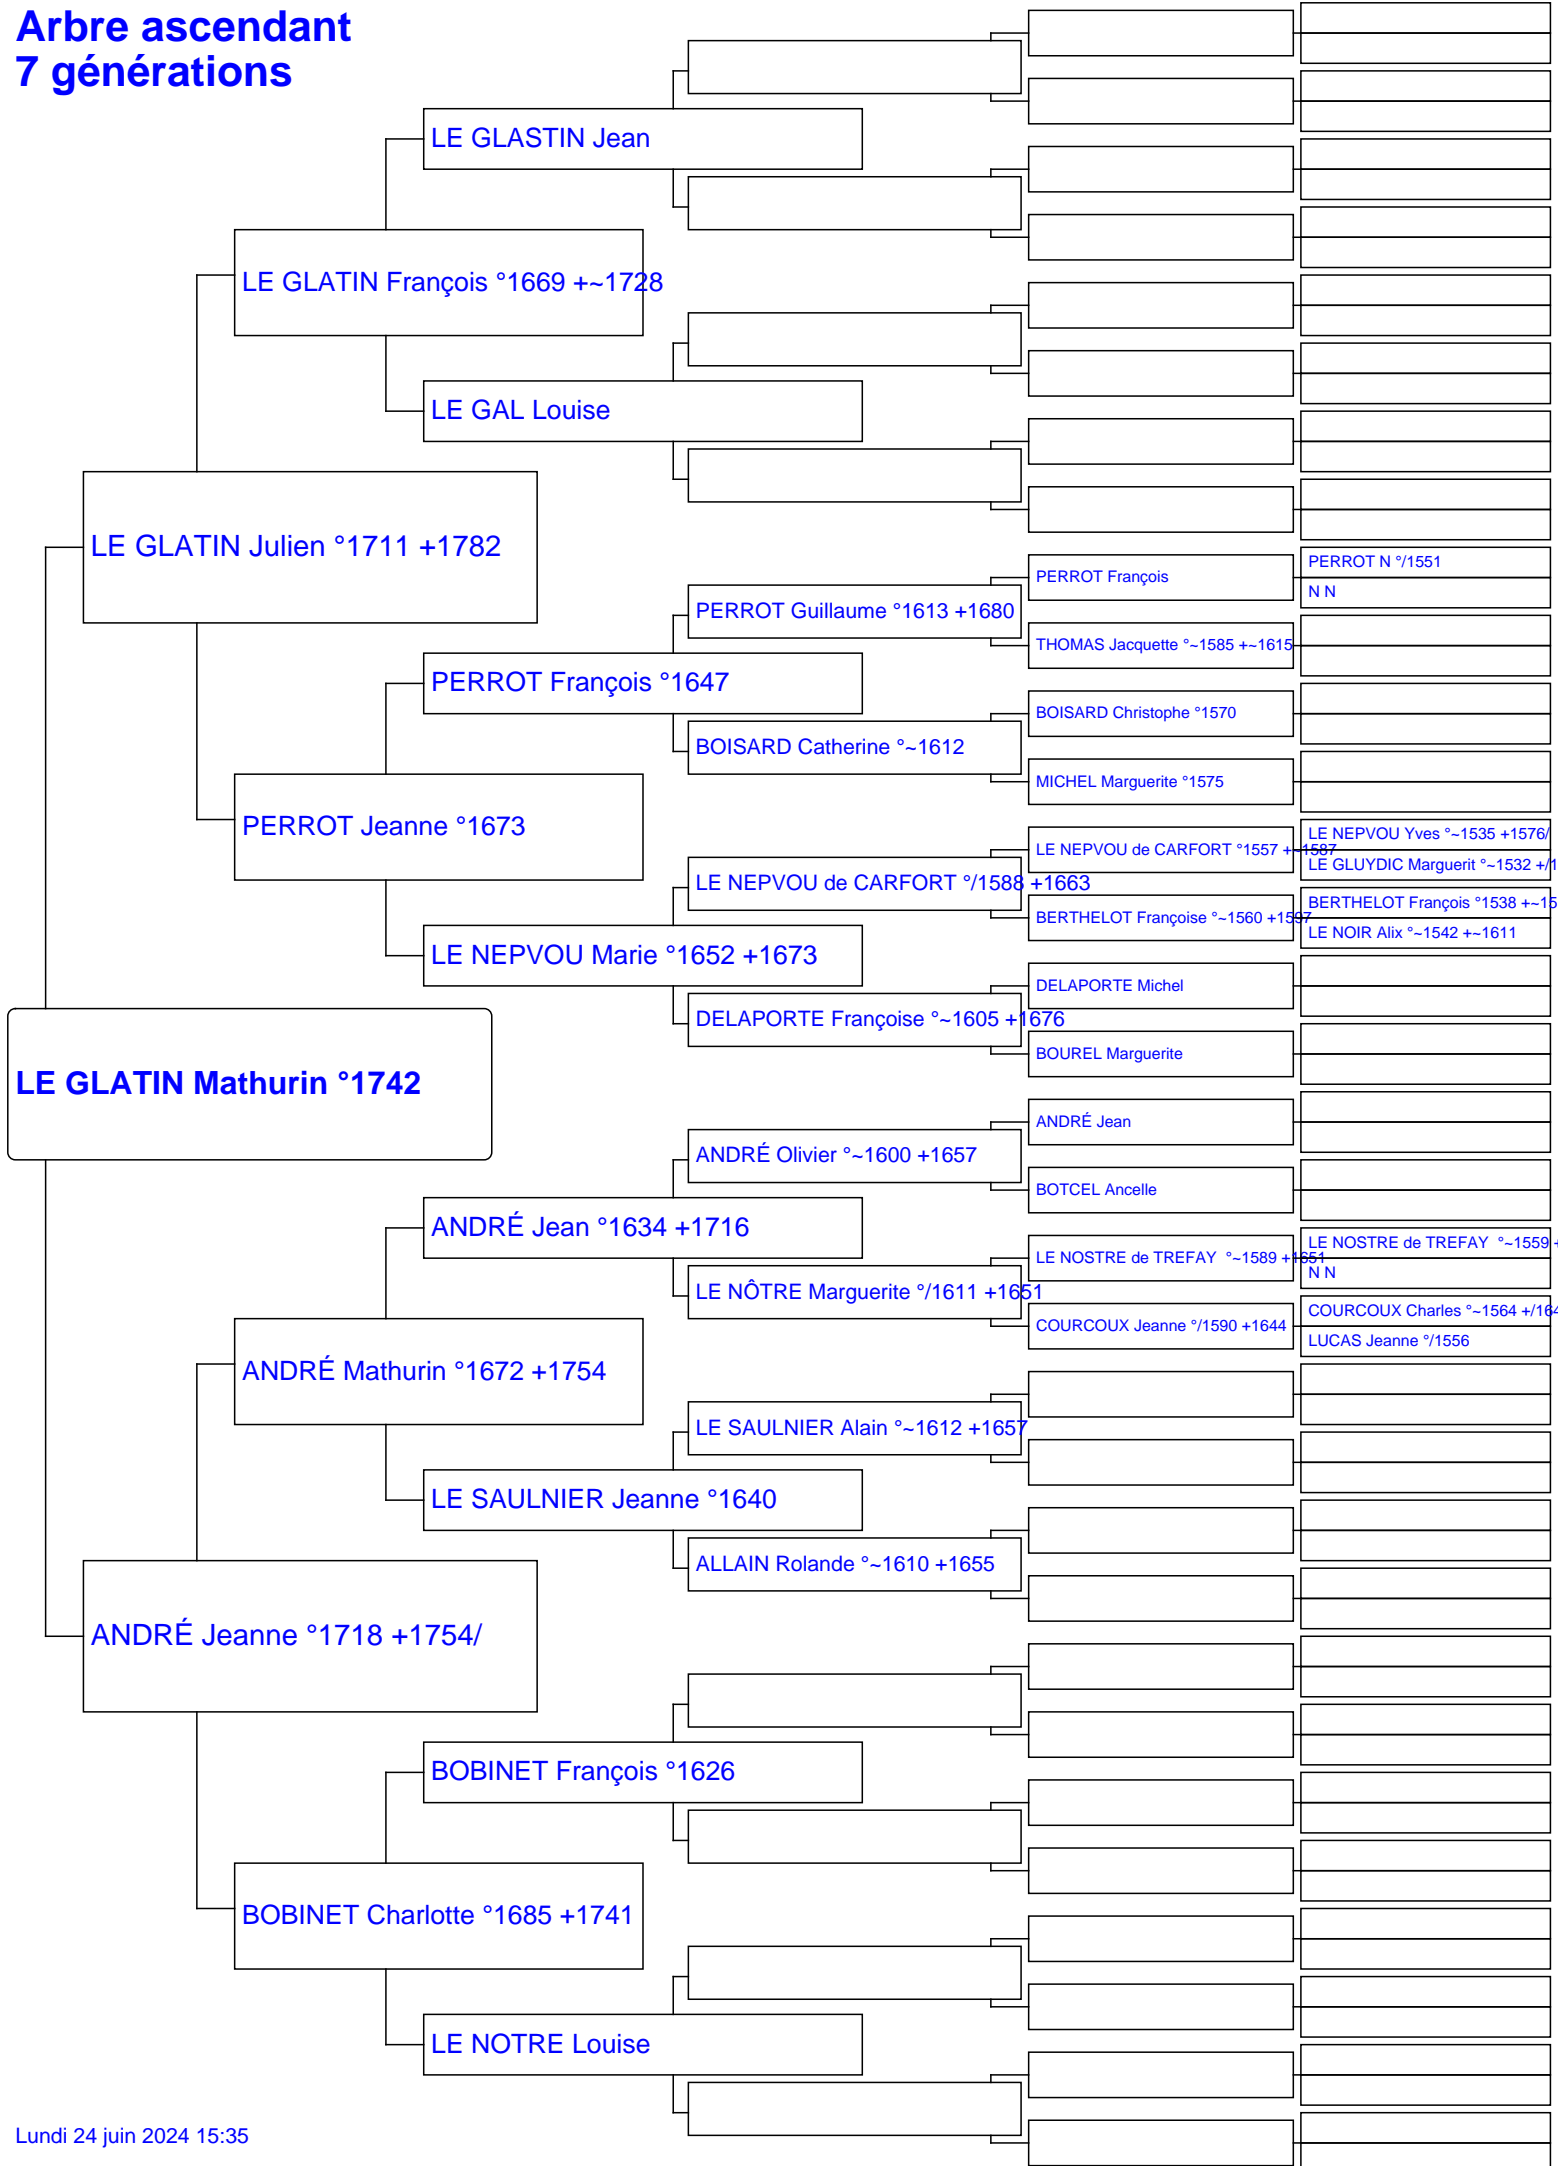 Arbre ascendant
7 générations
LE GLASTIN Jean
LE GLATIN François °1669 +~1728
LE GAL Louise
LE GLATIN Julien °1711 +1782
PERROT N °/1551
PERROT François
N N
PERROT Guillaume °1613 +1680
THOMAS Jacquette °~1585 +~1615
PERROT François °1647
BOISARD Christophe °1570
BOISARD Catherine °~1612
MICHEL Marguerite °1575
PERROT Jeanne °1673
LE NEPVOU Yves °~1535 +1576/
LE NEPVOU de CARFORT °1557 +~1587
LE GLUYDIC Marguerit °~1532 +/1
LE NEPVOU de CARFORT °/1588 +1663
BERTHELOT François °1538 +~15
BERTHELOT Françoise °~1560 +1597
LE NOIR Alix °~1542 +~1611
LE NEPVOU Marie °1652 +1673
DELAPORTE Michel
DELAPORTE Françoise °~1605 +1676
BOUREL Marguerite
LE GLATIN Mathurin °1742
ANDRÉ Jean
ANDRÉ Olivier °~1600 +1657
BOTCEL Ancelle
ANDRÉ Jean °1634 +1716
LE NOSTRE de TREFAY °~1559 +
LE NOSTRE de TREFAY °~1589 +1651
N N
LE NÔTRE Marguerite °/1611 +1651
COURCOUX Charles °~1564 +/164
COURCOUX Jeanne °/1590 +1644
LUCAS Jeanne °/1556
ANDRÉ Mathurin °1672 +1754
LE SAULNIER Alain °~1612 +1657
LE SAULNIER Jeanne °1640
ALLAIN Rolande °~1610 +1655
ANDRÉ Jeanne °1718 +1754/
BOBINET François °1626
BOBINET Charlotte °1685 +1741
LE NOTRE Louise
Lundi 24 juin 2024 15:35